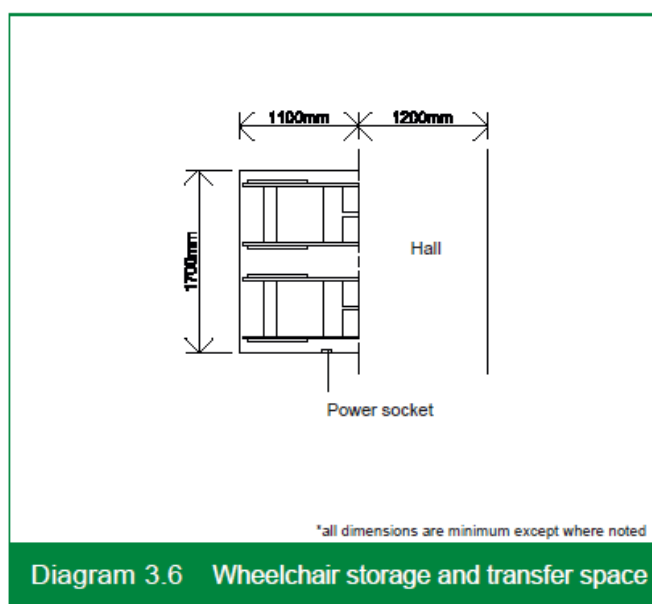 1100mm 1200mm
1700mm
Hall
Power socket
*all dimensions are minimum except where noted
Diagram 3.6 Wheelchair storage and transfer space